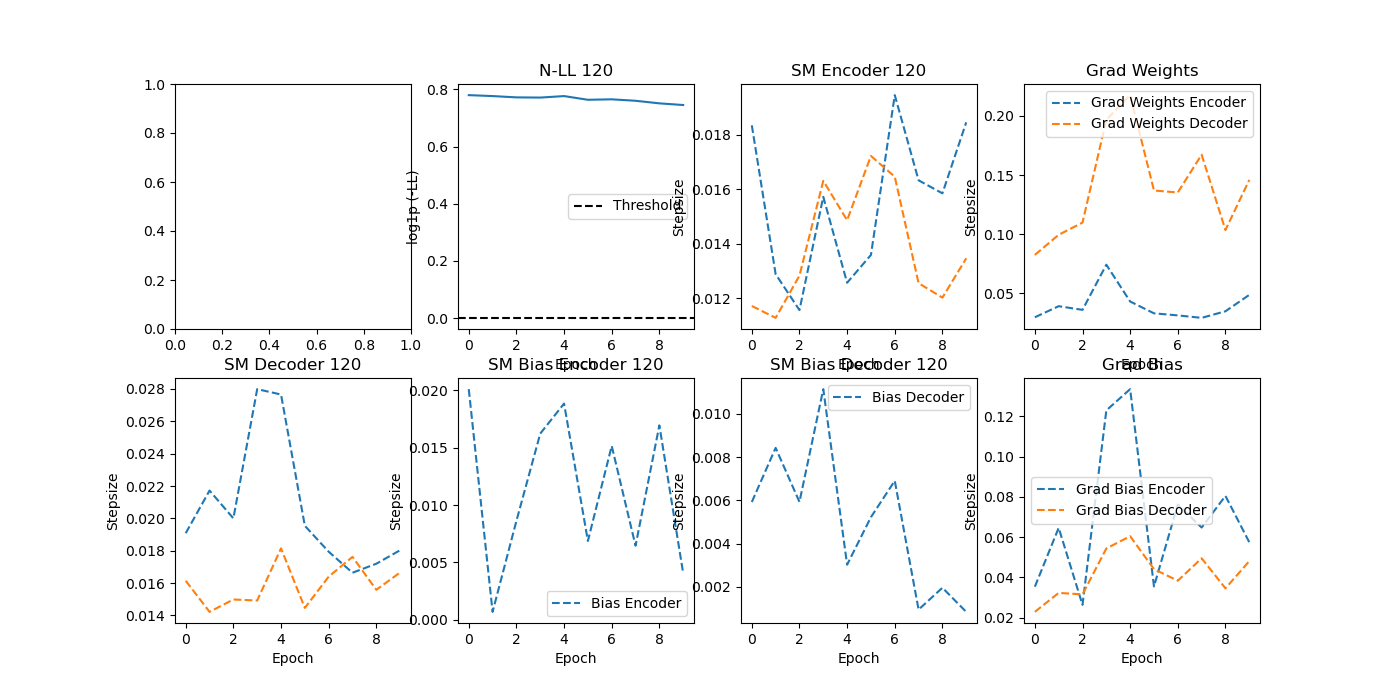 N-LL 120
SM Encoder 120
Grad Weights
1.0
0.8
0.6
0.4
0.2
0.0
0.0 0.2 0.4 0.6 0.8 1.0
log1p (-LL)
0.8
0.6
0.4
0.2
0.0
Threshold
0 2 4 6 8
Epoch
Stepsize
0.018
0.016
0.014
0.012
0 2 4 6 8
Epoch
Stepsize
0.20
0.15
0.10
0.05
Grad Weights Encoder
Grad Weights Decoder
0 2 4 6 8
Epoch
SM Decoder 120
SM Bias Encoder 120
SM Bias Decoder 120
Grad Bias
Stepsize
0.028
0.026
0.024
0.022
0.020
0.018
0.016
0.014
0 2 4 6 8
Epoch
Stepsize
0.020
0.015
0.010
0.005
0.000
Bias Encoder
0 2 4 6 8
Epoch
Stepsize
0.010
0.008
0.006
0.004
0.002
Bias Decoder
0 2 4 6 8
Epoch
Stepsize
0.12
0.10
0.08
0.06
0.04
0.02
Grad Bias Encoder
Grad Bias Decoder
0 2 4 6 8
Epoch